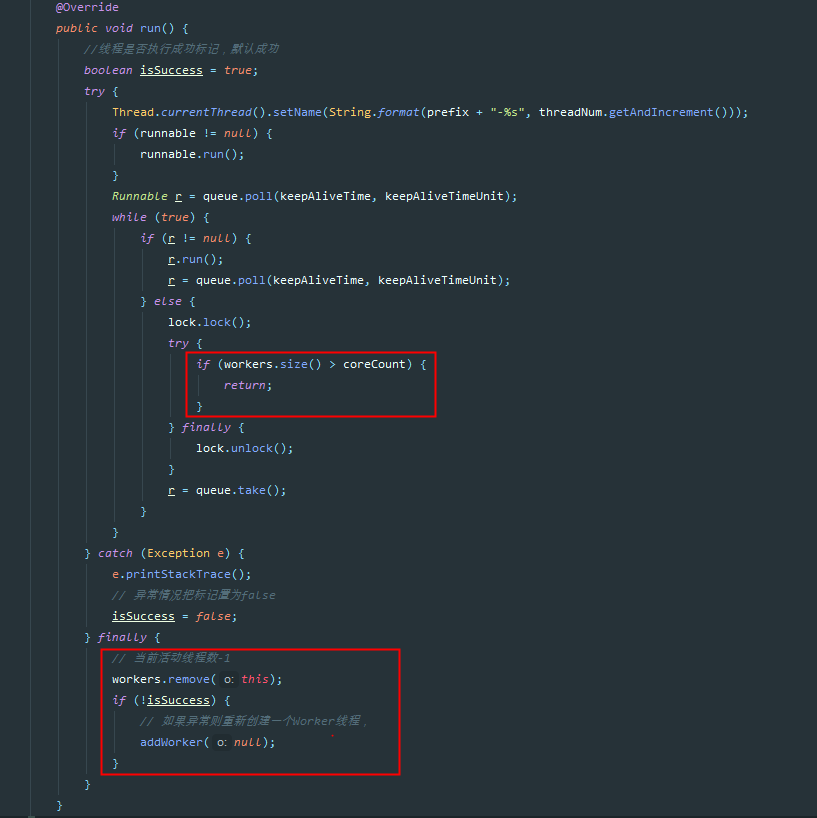 @Override
public void run() {
//线程是否执行成功标记，默认成功
boolean isSuccess = true;
try {
Thread.currentThread().setName(String.format(prefix + "-%s", threadNum.getAndIncrement()));
if (runnable != null) {
runnable.run();
}
Runnable r = queue.poll(keepAliveTime, keepAliveTimeUnit);
while (true) {
if (r != null) {
r.run();
r = queue.poll(keepAliveTime, keepAliveTimeUnit);
} else {
lock.lock();
try {
if (workers.size() > coreCount) {
return;
}
} finally {
lock.unlock();
}
r = queue.take();
}
}
} catch (Exception e) {
e.printStackTrace();
// 异常情况把标记置为false
isSuccess = false;
} finally {
// 当前活动线程数-1
workers.remove( o: this);
if (!isSuccess) {
// 如果异常则重新创建一个Worker线程，
addWorker( o: null);
}
}
}